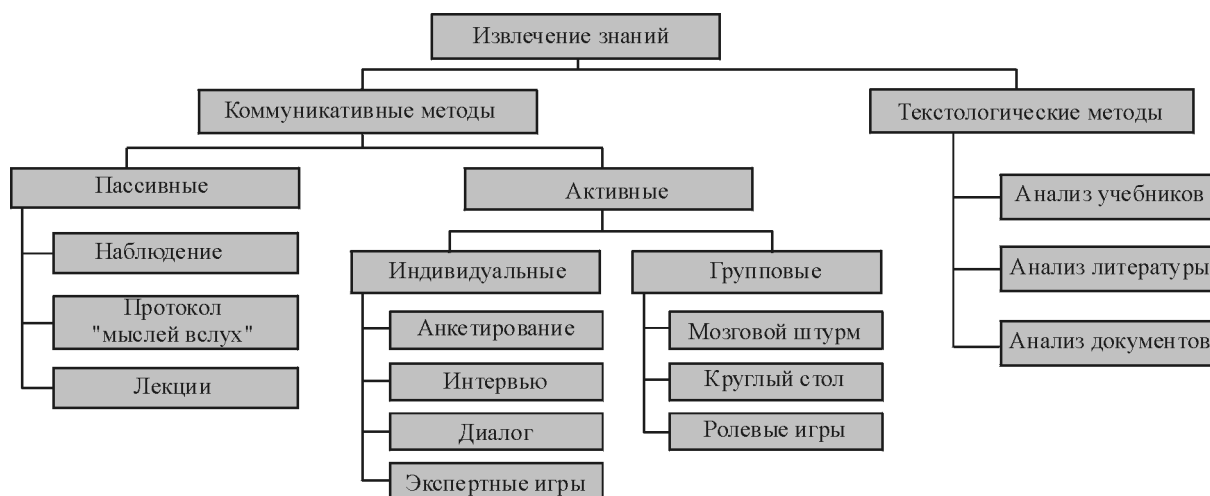 Извлечение знаний
Коммуникативные методы
Текстологические методы
Пассивные
Активные
Анализ учебников
Наблюдение
Индивидуальные
Групповые
Анализ литературы
Протокол
"мыслей вслух"
Анкетирование
Мозговой штурм
Анализ документов
Лекции
Интервью
Круглый стол
Диалог
Ролевые игры
Экспертные игры